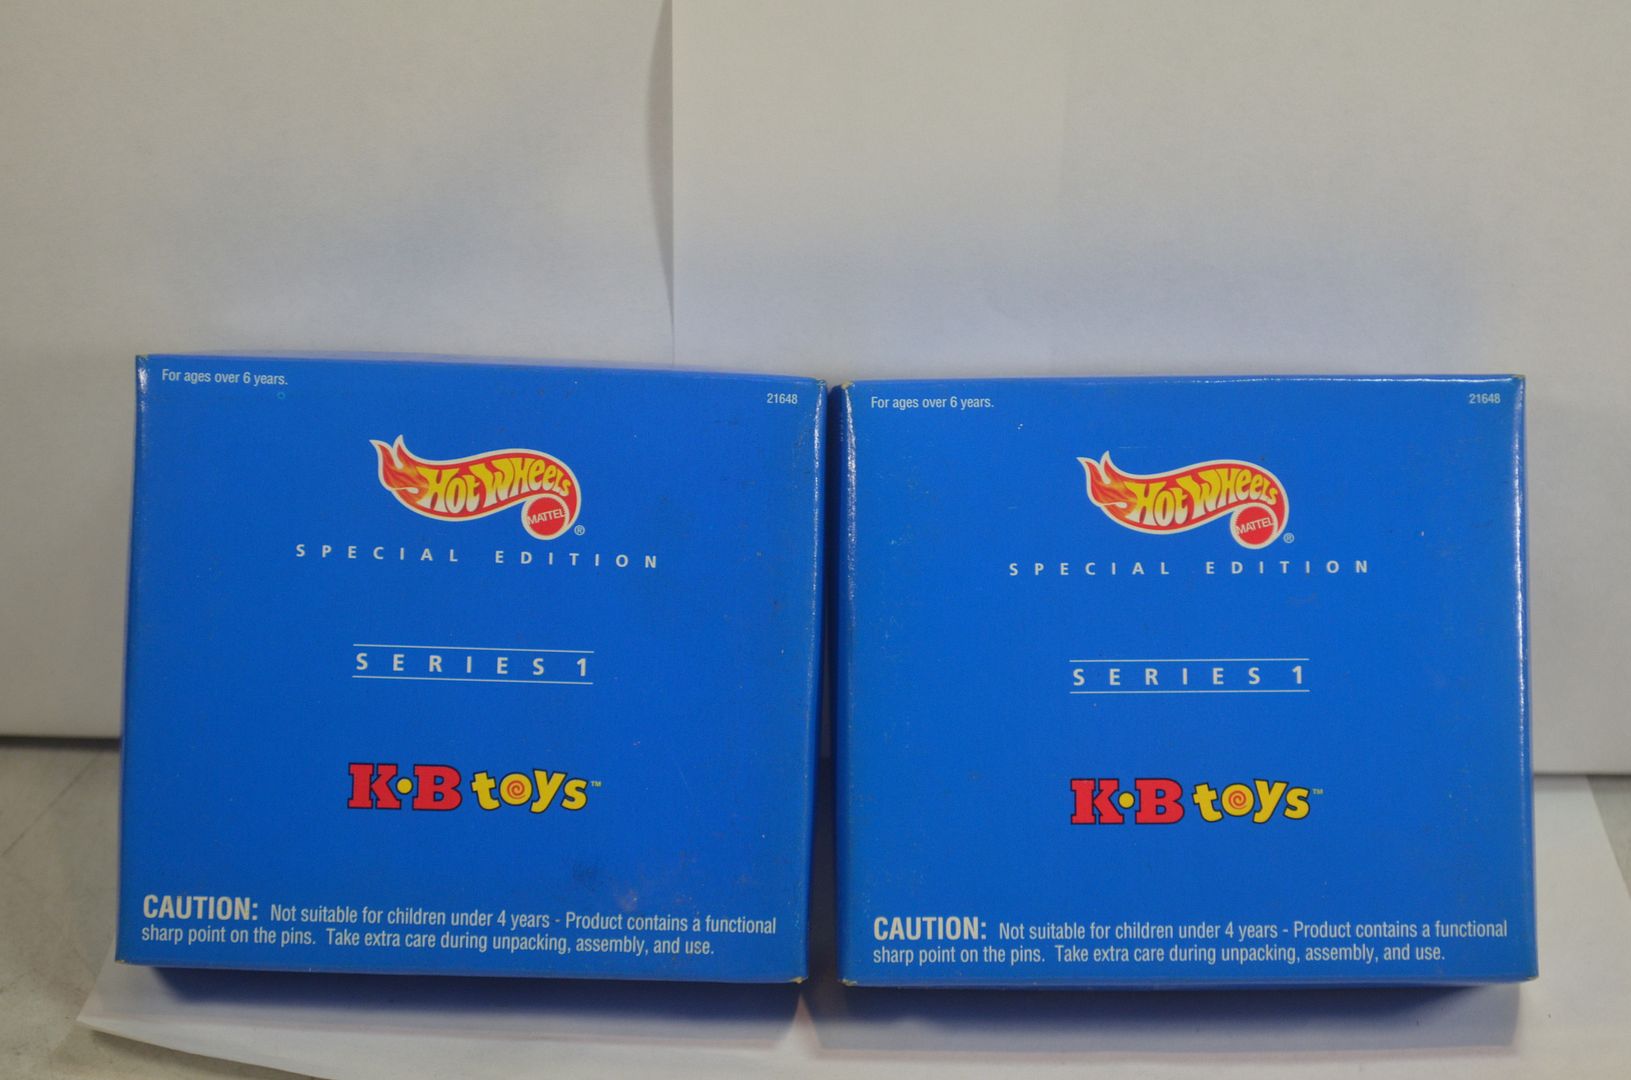 For ages over 6 years.
21648
HOT WHEELS
MATTEL
®
SPECIAL EDITION
SERIES 1
K·B toys™
CAUTION: Not suitable for children under 4 years - Product contains a functional
sharp point on the pins. Take extra care during unpacking, assembly, and use.
For ages over 6 years.
21648
HOT WHEELS
MATTEL
®
SPECIAL EDITION
SERIES 1
K·B toys™
CAUTION: Not suitable for children under 4 years - Product contains a functional
sharp point on the pins. Take extra care during unpacking, assembly, and use.